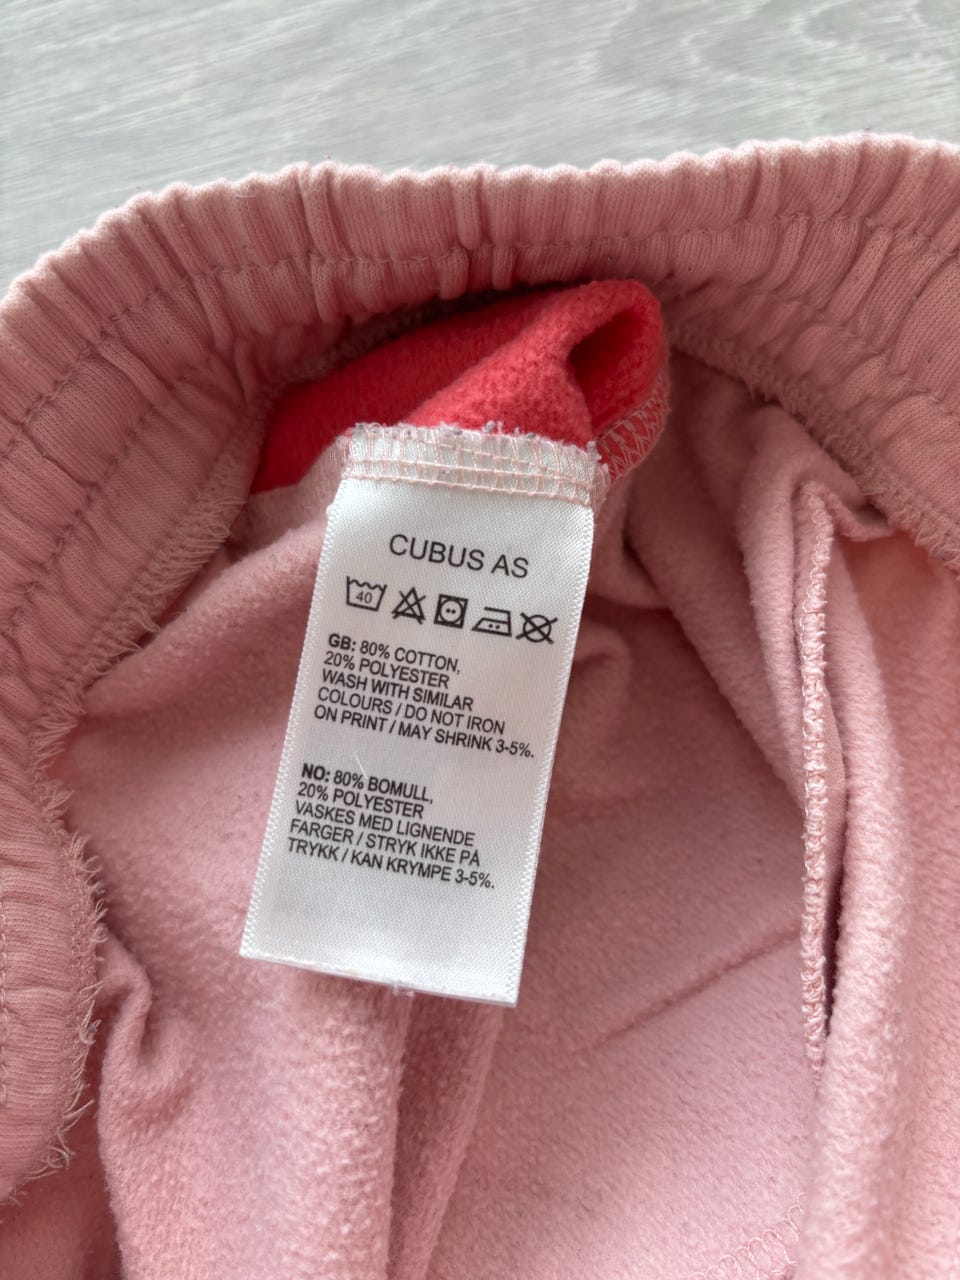 CUBUS AS
40
GB: 80% COTTON,
20% POLYESTER
WASH WITH SIMILAR
COLOURS / DO NOT IRON
ON PRINT / MAY SHRINK 3-5%.
NO: 80% BOMULL,
20% POLYESTER
VASKES MED LIGNENDE
FARGER / STRYK IKKE PÅ
TRYKK / KAN KRYMPE 3-5%.